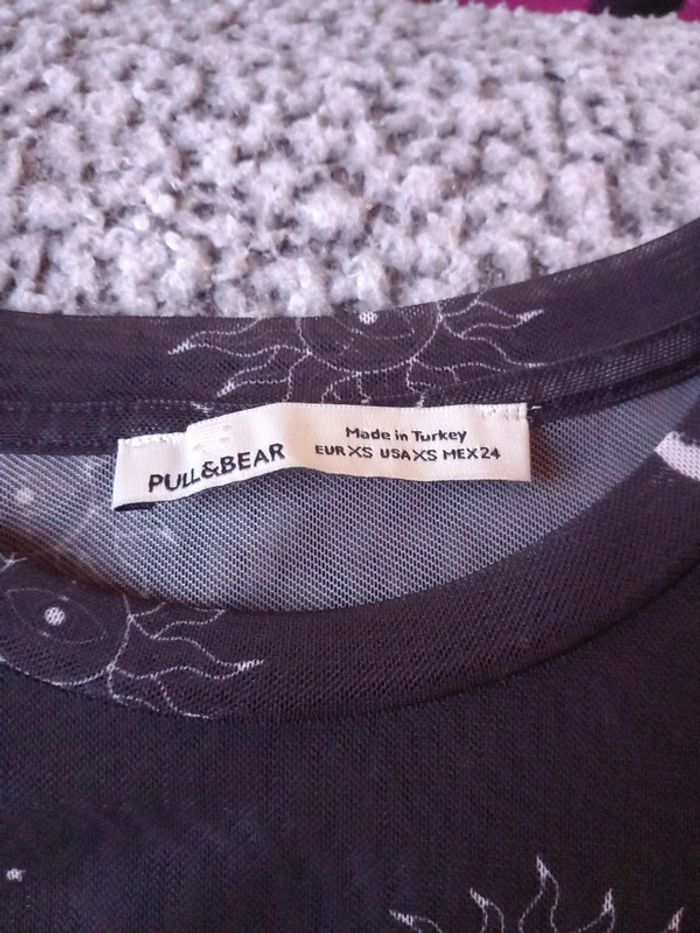 PULL&BEAR
Made in Turkey
EUR XS USA XS MEX 24